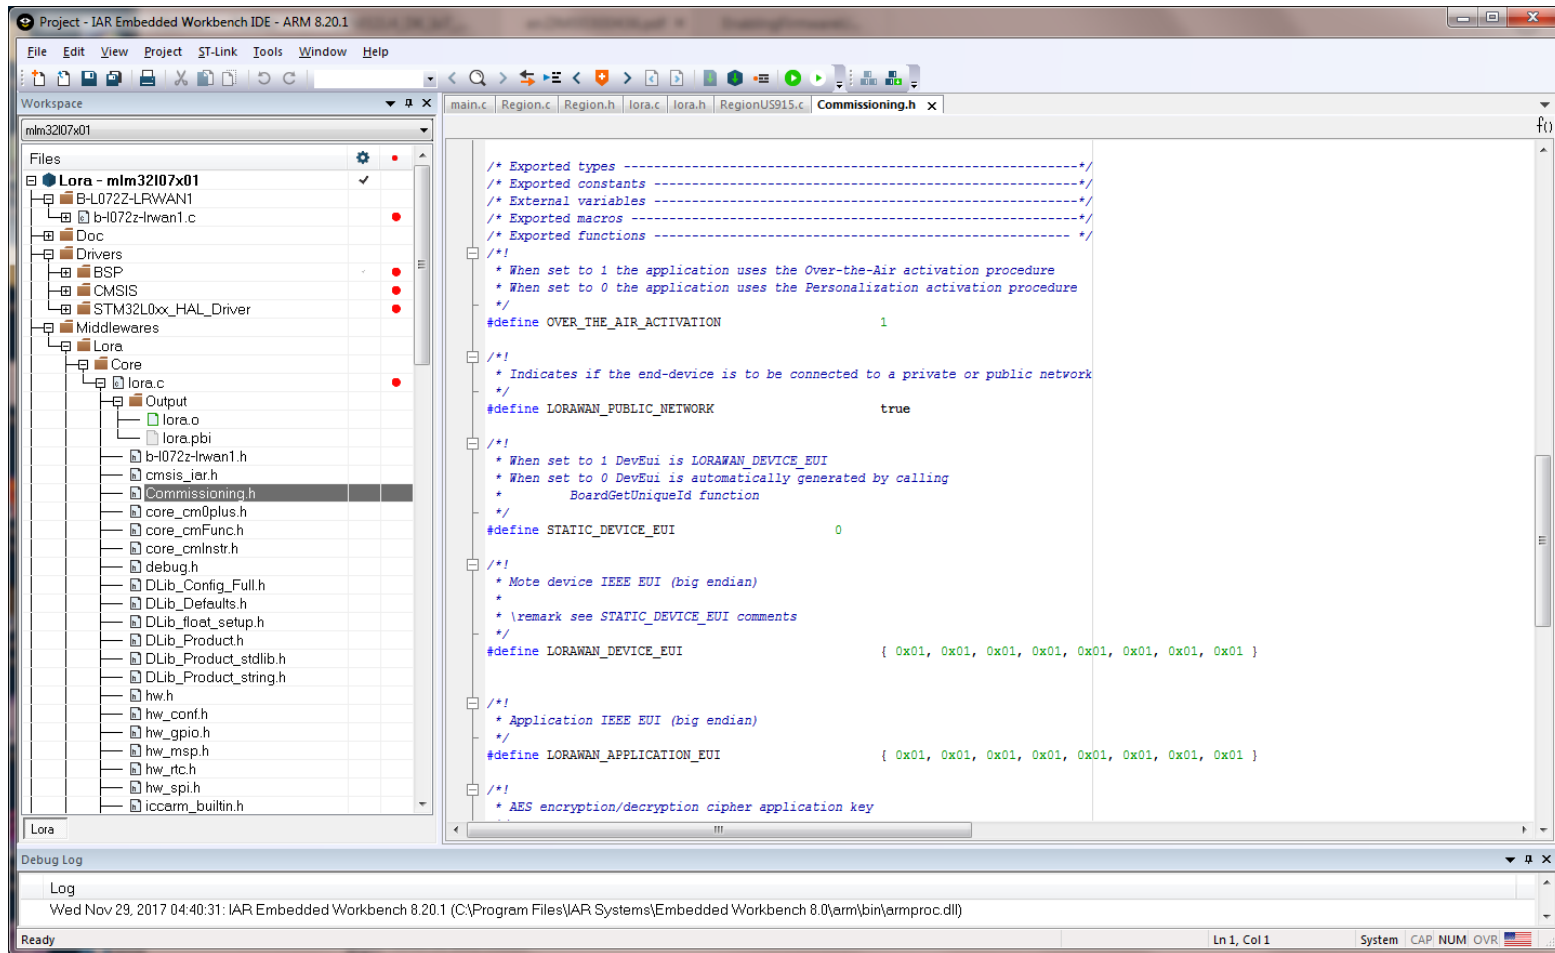 Project - IAR Embedded Workbench IDE - ARM 8.20.1
File Edit View Project ST-Link Tools Window Help
Workspace
main.c Region.c Region.h lora.c lora.h RegionUS915.c Commissioning.h x
mlm32l07x01
Files
Lora - mlm32l07x01
B-L072Z-LRWAN1
b-l072z-lrwan1.c
Doc
Drivers
BSP
CMSIS
STM32L0xx_HAL_Driver
Middlewares
Lora
Core
lora.c
Output
lora.o
lora.pbi
b-l072z-lrwan1.h
cmsis_iar.h
Commissioning.h
core_cm0plus.h
core_cmFunc.h
core_cmInstr.h
debug.h
DLib_Config_Full.h
DLib_Defaults.h
DLib_float_setup.h
DLib_Product.h
DLib_Product_stdlib.h
DLib_Product_string.h
hw.h
hw_conf.h
hw_gpio.h
hw_msp.h
hw_rtc.h
hw_spi.h
iccarm_builtin.h
Lora
f()
/* Exported types ------------------------------------------------------------*/
/* Exported constants --------------------------------------------------------*/
/* External variables --------------------------------------------------------*/
/* Exported macros -----------------------------------------------------------*/
/* Exported functions ------------------------------------------------------- */
/*!
* When set to 1 the application uses the Over-the-Air activation procedure
* When set to 0 the application uses the Personalization activation procedure
*/
#define OVER_THE_AIR_ACTIVATION 1
/*!
* Indicates if the end-device is to be connected to a private or public network
*/
#define LORAWAN_PUBLIC_NETWORK true
/*!
* When set to 1 DevEui is LORAWAN_DEVICE_EUI
* When set to 0 DevEui is automatically generated by calling
* BoardGetUniqueId function
*/
#define STATIC_DEVICE_EUI 0
/*!
* Mote device IEEE EUI (big endian)
*
* \remark see STATIC_DEVICE_EUI comments
*/
#define LORAWAN_DEVICE_EUI { 0x01, 0x01, 0x01, 0x01, 0x01, 0x01, 0x01, 0x01 }
/*!
* Application IEEE EUI (big endian)
*/
#define LORAWAN_APPLICATION_EUI { 0x01, 0x01, 0x01, 0x01, 0x01, 0x01, 0x01, 0x01 }
/*!
* AES encryption/decryption cipher application key
Debug Log
Log
Wed Nov 29, 2017 04:40:31: IAR Embedded Workbench 8.20.1 (C:\Program Files\IAR Systems\Embedded Workbench 8.0\arm\bin\armproc.dll)
Ready
Ln 1, Col 1
System CAP NUM OVR